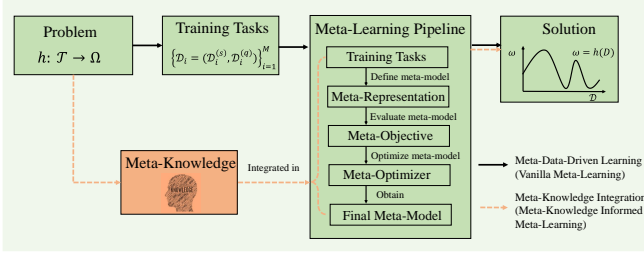 Problem
h: 𝒯 → Ω
Training Tasks
{𝒟ᵢ = (𝒟ᵢ⁽ˢ⁾, 𝒟ᵢ⁽q⁾)}ᵢ₌₁ᴹ
Meta-Learning Pipeline
Training Tasks
Define meta-model
Meta-Representation
Evaluate meta-model
Meta-Objective
Optimize meta-model
Meta-Optimizer
Obtain
Final Meta-Model
Solution
ω
ω = h(D)
𝒟
Meta-Knowledge
KNOWLEDGE
Integrated in
Meta-Data-Driven Learning
(Vanilla Meta-Learning)
Meta-Knowledge Integration
(Meta-Knowledge Informed
Meta-Learning)